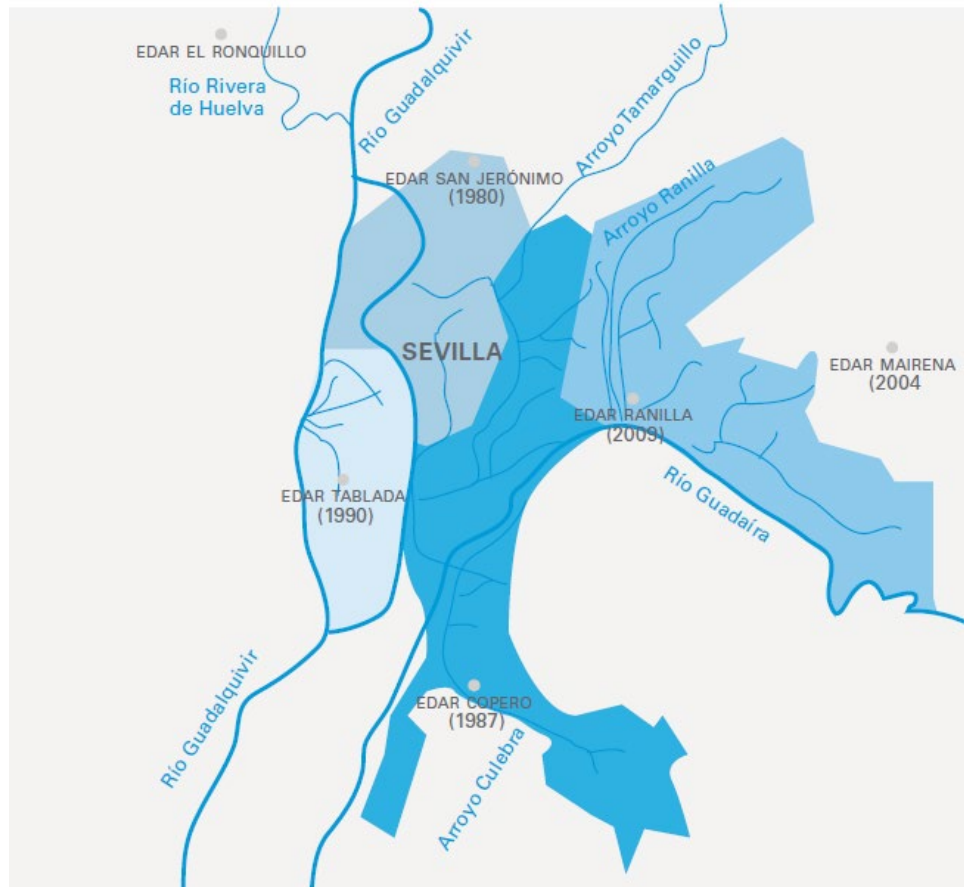 EDAR EL RONQUILLO
Río Rivera
de Huelva
Río Guadalquivir
Arroyo Tamarguillo
EDAR SAN JERÓNIMO
(1980)
Arroyo Ranilla
SEVILLA
EDAR MAIRENA
(2004
EDAR RANILLA
(2009)
EDAR TABLADA
(1990)
Río Guadaíra
Río Guadalquivir
EDAR COPERO
(1987)
Arroyo Culebra